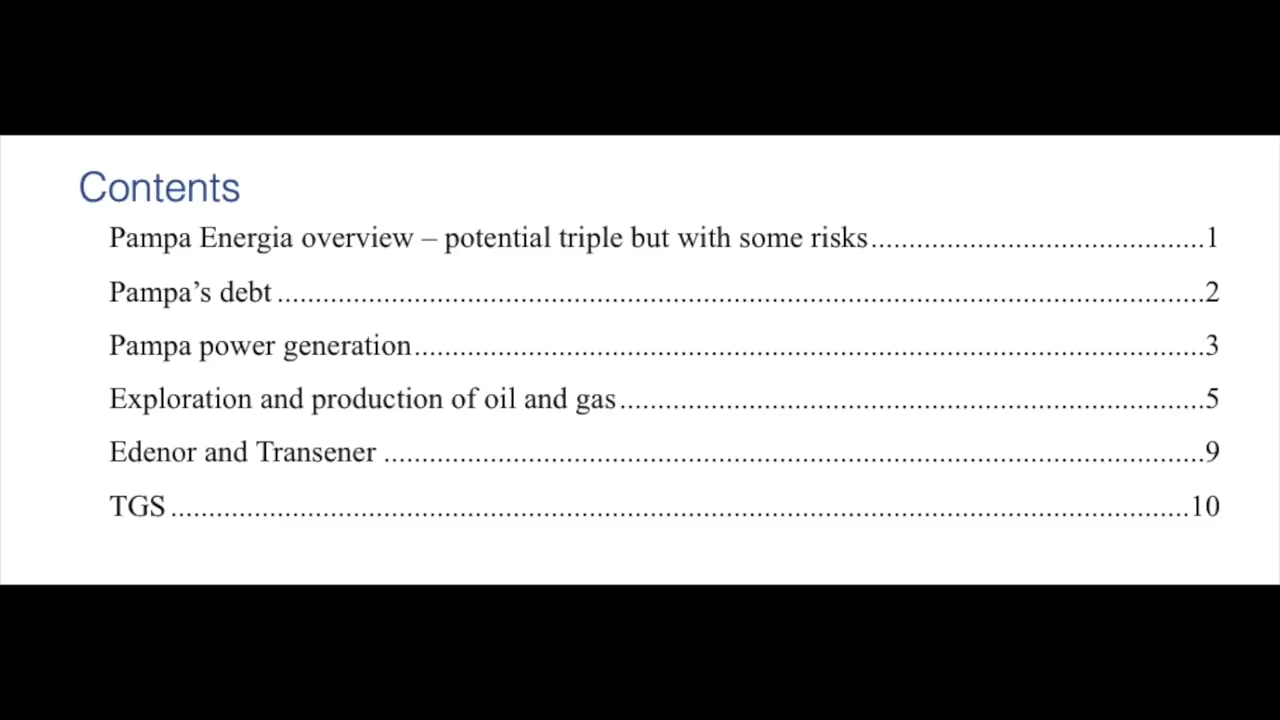 Contents
Pampa Energia overview – potential triple but with some risks....................................................1
Pampa’s debt....................................................................................................2
Pampa power generation....................................................................................................3
Exploration and production of oil and gas....................................................................................................5
Edenor and Transener....................................................................................................9
TGS....................................................................................................10